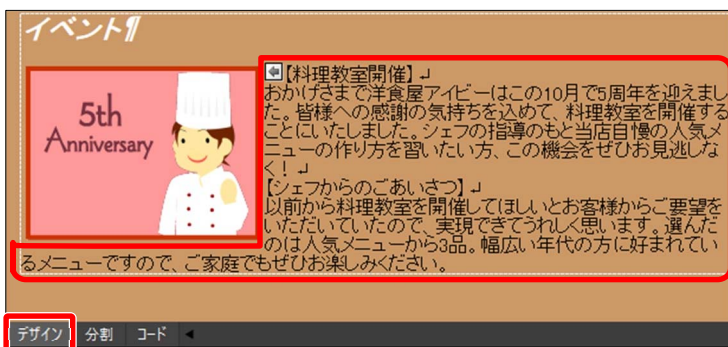 イベント¶
5th
Anniversary
【料理教室開催】↲
おかげさまで洋食屋アイビーはこの10月で5周年を迎えまし
た。皆様への感謝の気持ちを込めて、料理教室を開催する
ことにいたしました。シェフの指導のもと当店自慢の人気メ
ニューの作り方を習いたい方、この機会をぜひお見逃しな
く！↲
【シェフからのごあいさつ】↲
以前から料理教室を開催してほしいとお客様からご要望を
いただいていたので、実現できてうれしく思います。選んだ
のは人気メニューから3品。幅広い年代の方に好まれてい
るメニューですので、ご家庭でもぜひお楽しみください。
デザイン 分割 コード